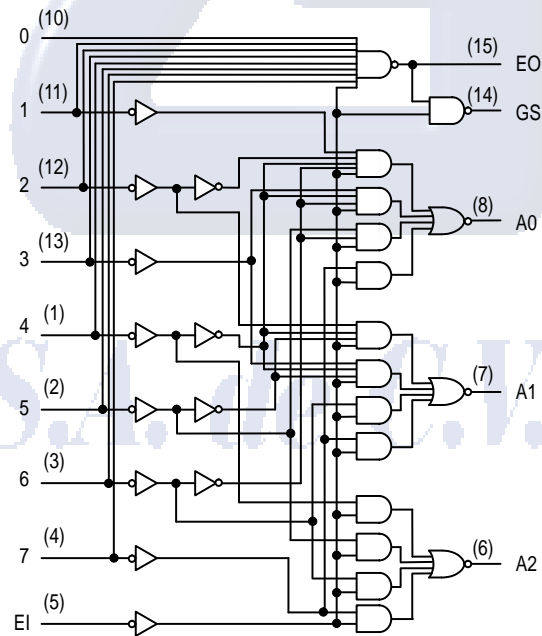 0 (10)
(15) EO
(14) GS
1 (11)
2 (12)
(8) A0
3 (13)
4 (1)
(7) A1
5 (2)
6 (3)
7 (4)
(6) A2
EI (5)
S.A. de C.V.